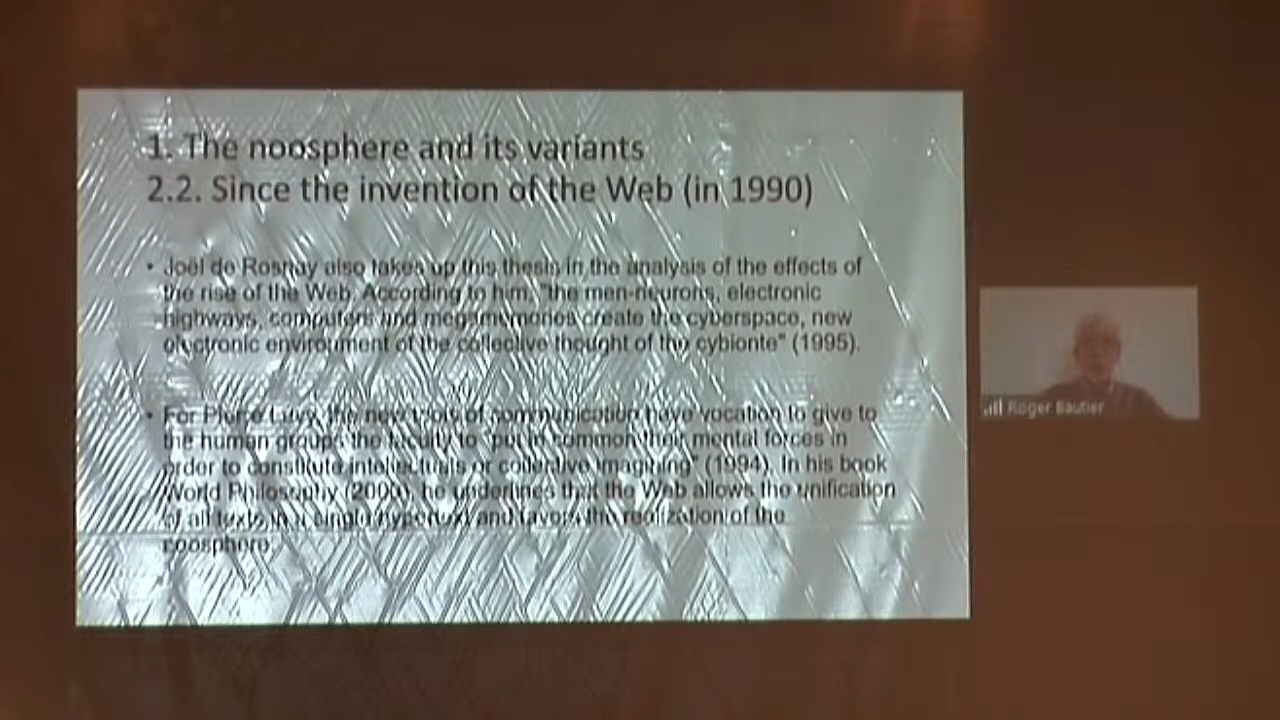 1. The noosphere and its variants
2.2. Since the invention of the Web (in 1990)
• Joël de Rosnay also takes up this thesis in the analysis of the effects of
the rise of the Web. According to him, "the men-neurons, electronic
highways, computers and megamemories create the cyberspace, new
electronic environment of the collective thought of the cybionte" (1995).
• For Pierre Levy, the new tools of communication have vocation to give to
the human groups the faculty to "put in common their mental forces in
order to constitute intellectuals or collective imagining" (1994). In his book
World Philosophy (2000), he underlines that the Web allows the unification
of all texts in a single hypertext and favors the realization of the
noosphere.
Roger Bautier